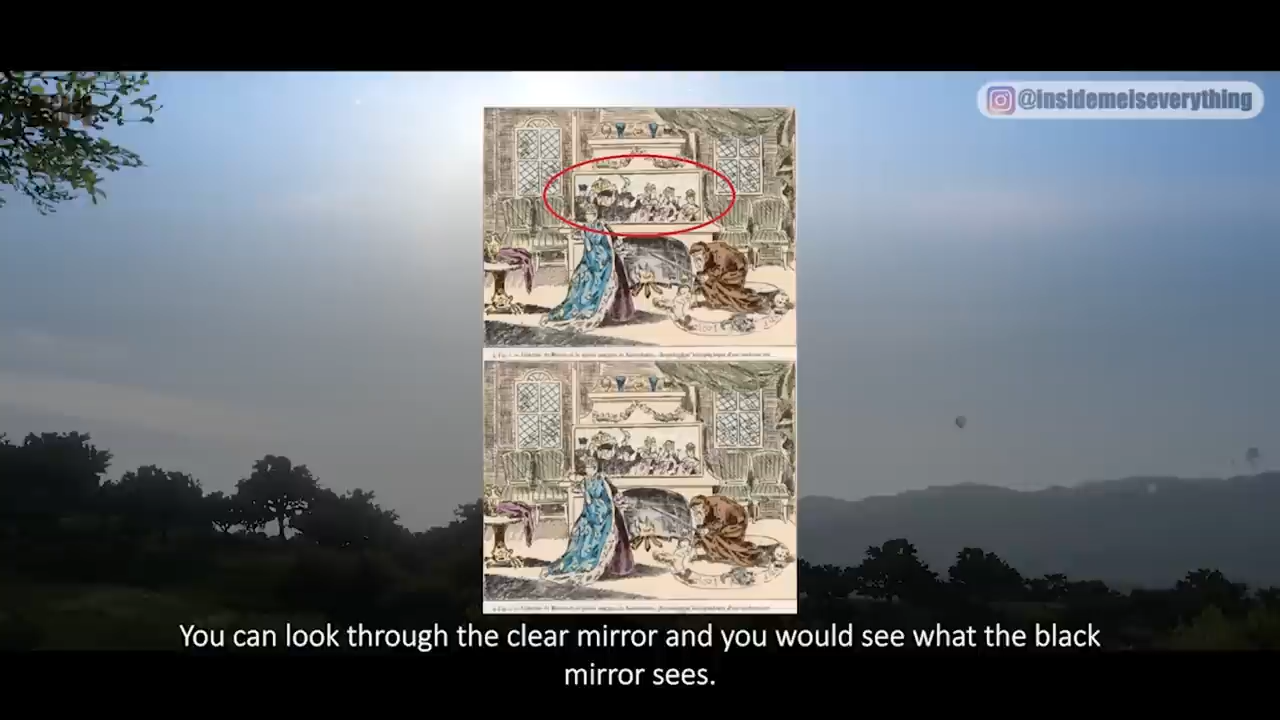 @insidemeiseverything
You can look through the clear mirror and you would see what the black
mirror sees.